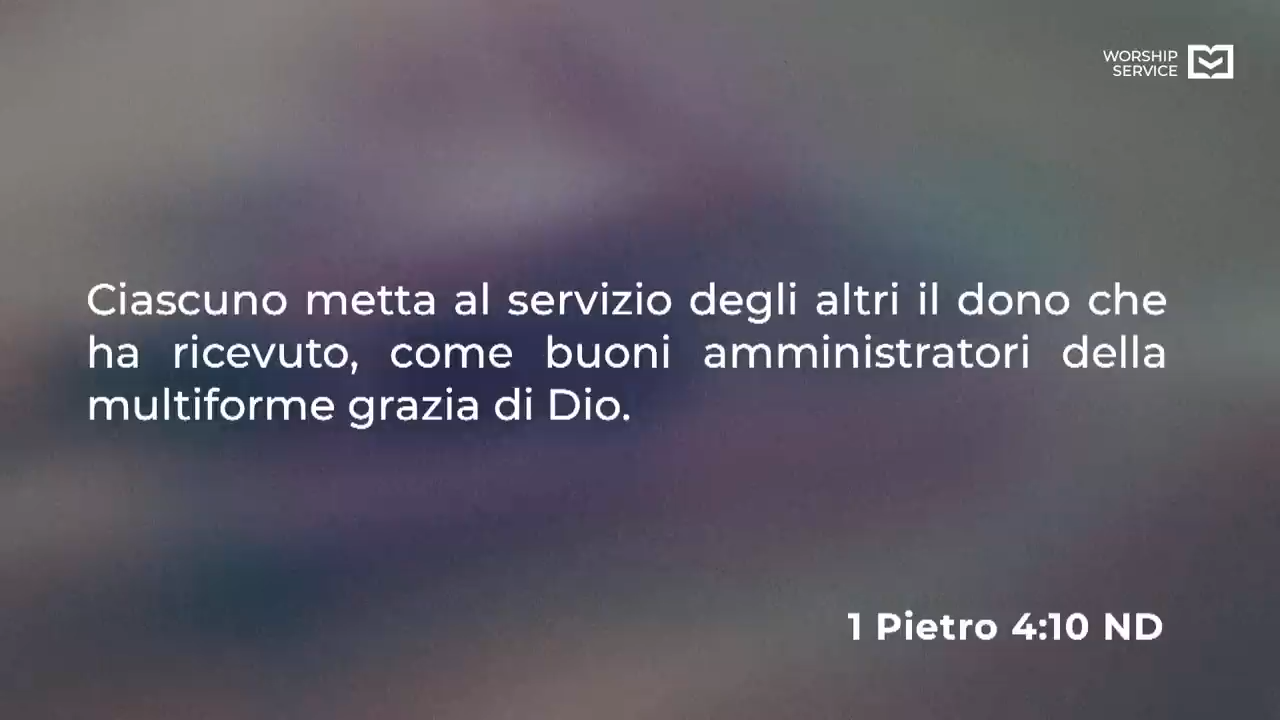 WORSHIP
SERVICE
Ciascuno metta al servizio degli altri il dono che
ha ricevuto, come buoni amministratori della
multiforme grazia di Dio.
1 Pietro 4:10 ND